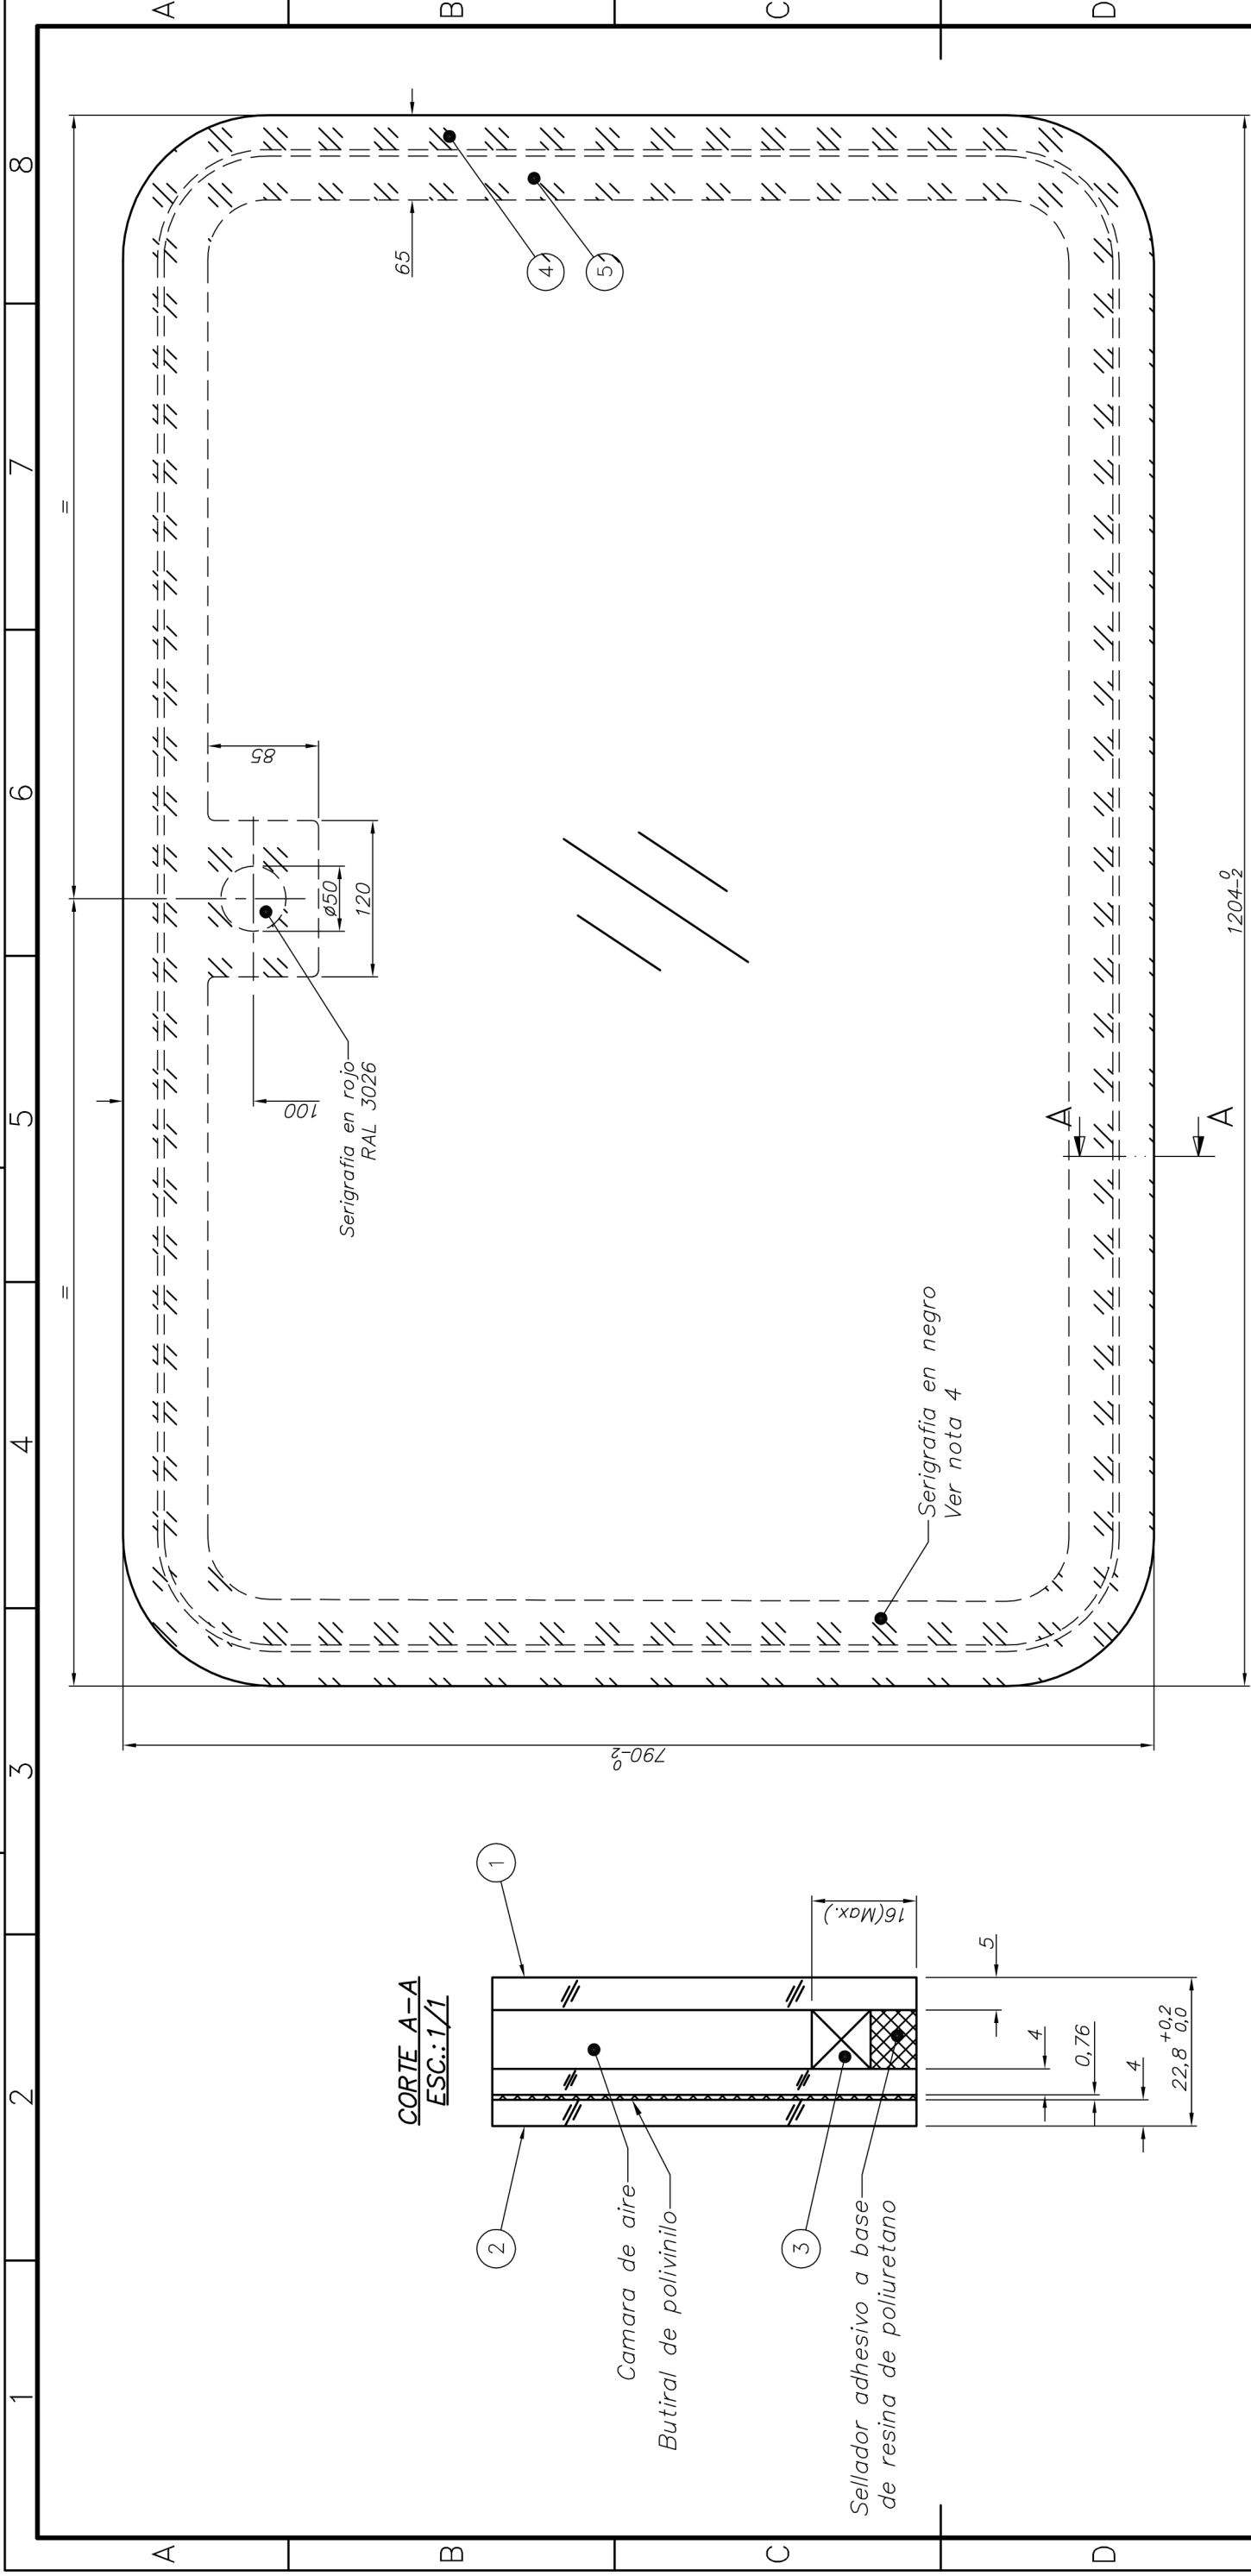 1
2
3
4
5
6
7
8
A
B
C
D
A
B
C
D
CORTE A-A
ESC.:1/1
2
1
Camara de aire
Butiral de polivinilo
3
Sellador adhesivo a base
de resina de poliuretano
16(Max.)
5
4
0,76
4
22,8 +0,2 0,0
=
=
790 0 -2
1204 0 -2
100
Serigrafia en rojo
RAL 3026
Ø50
120
85
65
4
5
Serigrafia en negro
Ver nota 4
A
A